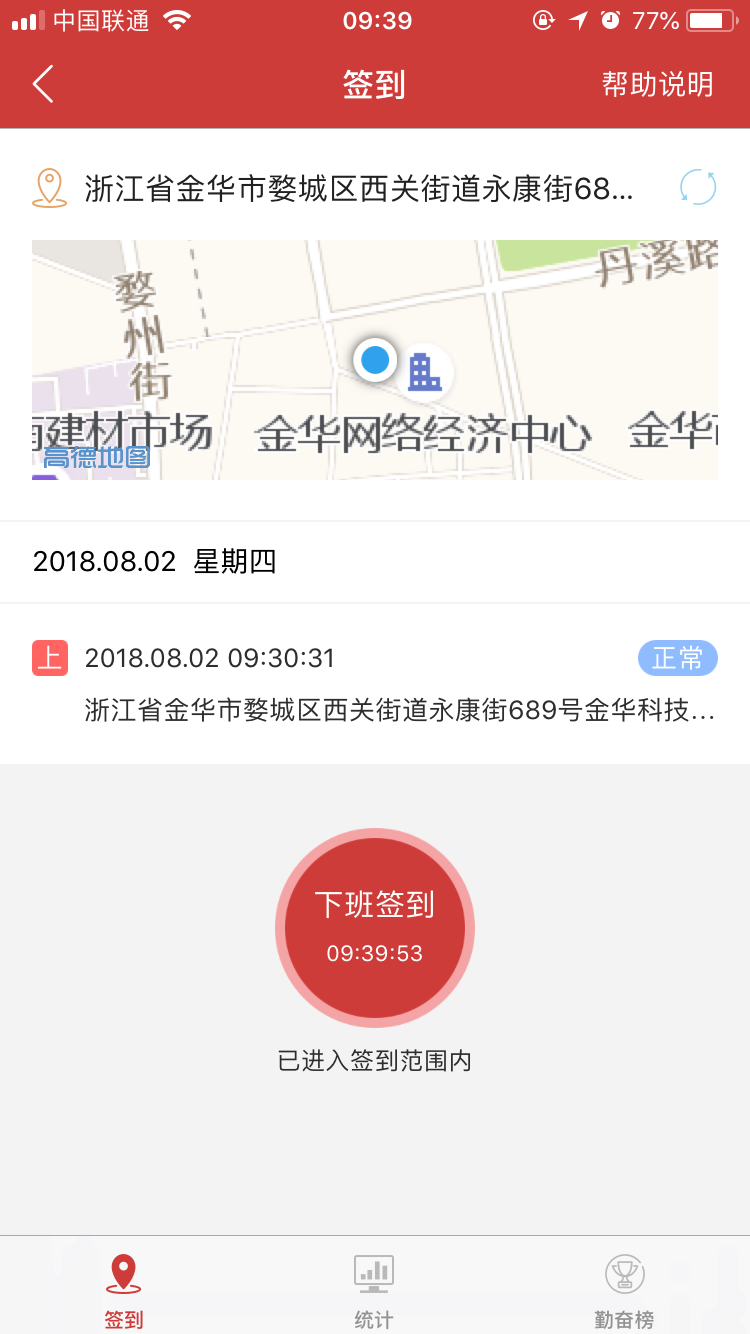 中国联通 09:39 77%
签到 帮助说明
浙江省金华市婺城区西关街道永康街68...
丹溪路
婺州街
建材市场 金华网络经济中心 金华
高德地图
2018.08.02 星期四
上 2018.08.02 09:30:31 正常
浙江省金华市婺城区西关街道永康街689号金华科技...
下班签到
09:39:53
已进入签到范围内
签到 统计 勤奋榜